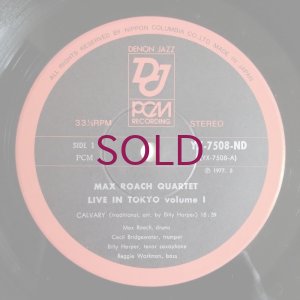 ALL RIGHTS RESERVED BY NIPPON COLUMBIA CO., LTD. MADE IN JAPAN
DENON JAZZ
DJ
PCM
RECORDING
33⅓RPM STEREO
SIDE 1
PCM
YX-7508-ND
(YX-7508-A)
SOLD
Ⓟ 1977. 8
MAX ROACH QUARTET
LIVE IN TOKYO volume I
CALVARY (traditional, arr. by Billy Harper) 18:39
Max Roach, drums
Cecil Bridgewater, trumpet
Billy Harper, tenor saxophone
Reggie Workman, bass